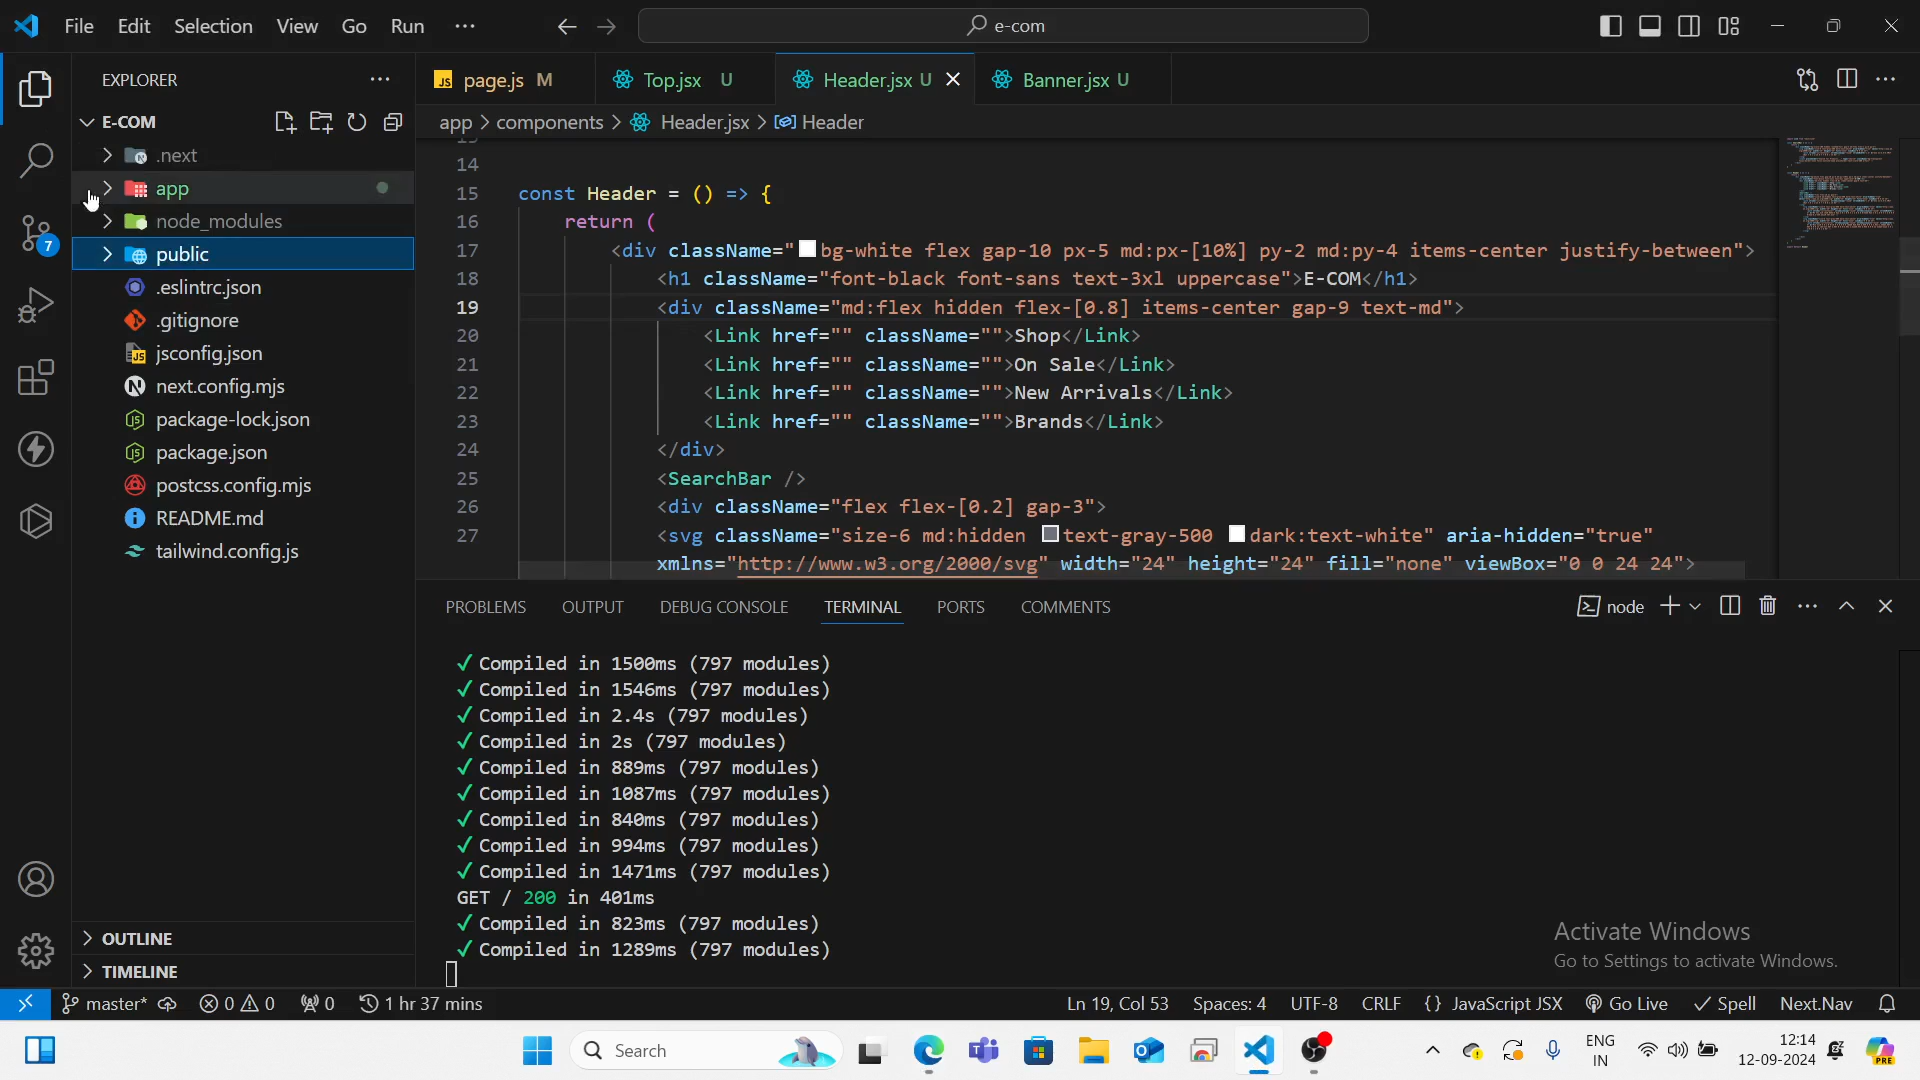 File Edit Selection View Go Run ··· e-com
EXPLORER
E-COM
.next
app
node_modules
public
.eslintrc.json
.gitignore
jsconfig.json
next.config.mjs
package-lock.json
package.json
postcss.config.mjs
README.md
tailwind.config.js
OUTLINE
TIMELINE
7
JS page.js M Top.jsx U Header.jsx U Banner.jsx U
app > components > Header.jsx > Header
14
15 const Header = () => {
16 return (
17 <div className="bg-white flex gap-10 px-5 md:px-[10%] py-2 md:py-4 items-center justify-between">
18 <h1 className="font-black font-sans text-3xl uppercase">E-COM</h1>
19 <div className="md:flex hidden flex-[0.8] items-center gap-9 text-md">
20 <Link href="" className="">Shop</Link>
21 <Link href="" className="">On Sale</Link>
22 <Link href="" className="">New Arrivals</Link>
23 <Link href="" className="">Brands</Link>
24 </div>
25 <SearchBar />
26 <div className="flex flex-[0.2] gap-3">
27 <svg className="size-6 md:hidden text-gray-500 dark:text-white" aria-hidden="true"
xmlns="http://www.w3.org/2000/svg" width="24" height="24" fill="none" viewBox="0 0 24 24">
PROBLEMS OUTPUT DEBUG CONSOLE TERMINAL PORTS COMMENTS node
✓ Compiled in 1500ms (797 modules)
✓ Compiled in 1546ms (797 modules)
✓ Compiled in 2.4s (797 modules)
✓ Compiled in 2s (797 modules)
✓ Compiled in 889ms (797 modules)
✓ Compiled in 1087ms (797 modules)
✓ Compiled in 840ms (797 modules)
✓ Compiled in 994ms (797 modules)
✓ Compiled in 1471ms (797 modules)
GET / 200 in 401ms
✓ Compiled in 823ms (797 modules)
✓ Compiled in 1289ms (797 modules)
Activate Windows
Go to Settings to activate Windows.
master* 0 0 0 1 hr 37 mins Ln 19, Col 53 Spaces: 4 UTF-8 CRLF {} JavaScript JSX Go Live Spell Next.Nav
Search ENG
IN 12:14
12-09-2024 PRE